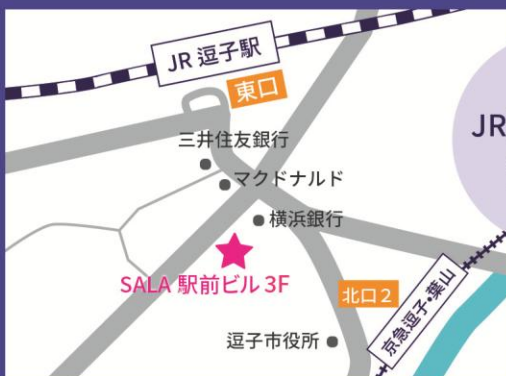 JR 逗子駅
東口
三井住友銀行
マクドナルド
横浜銀行
SALA 駅前ビル 3F
北口2
京急逗子・葉山
逗子市役所
JR